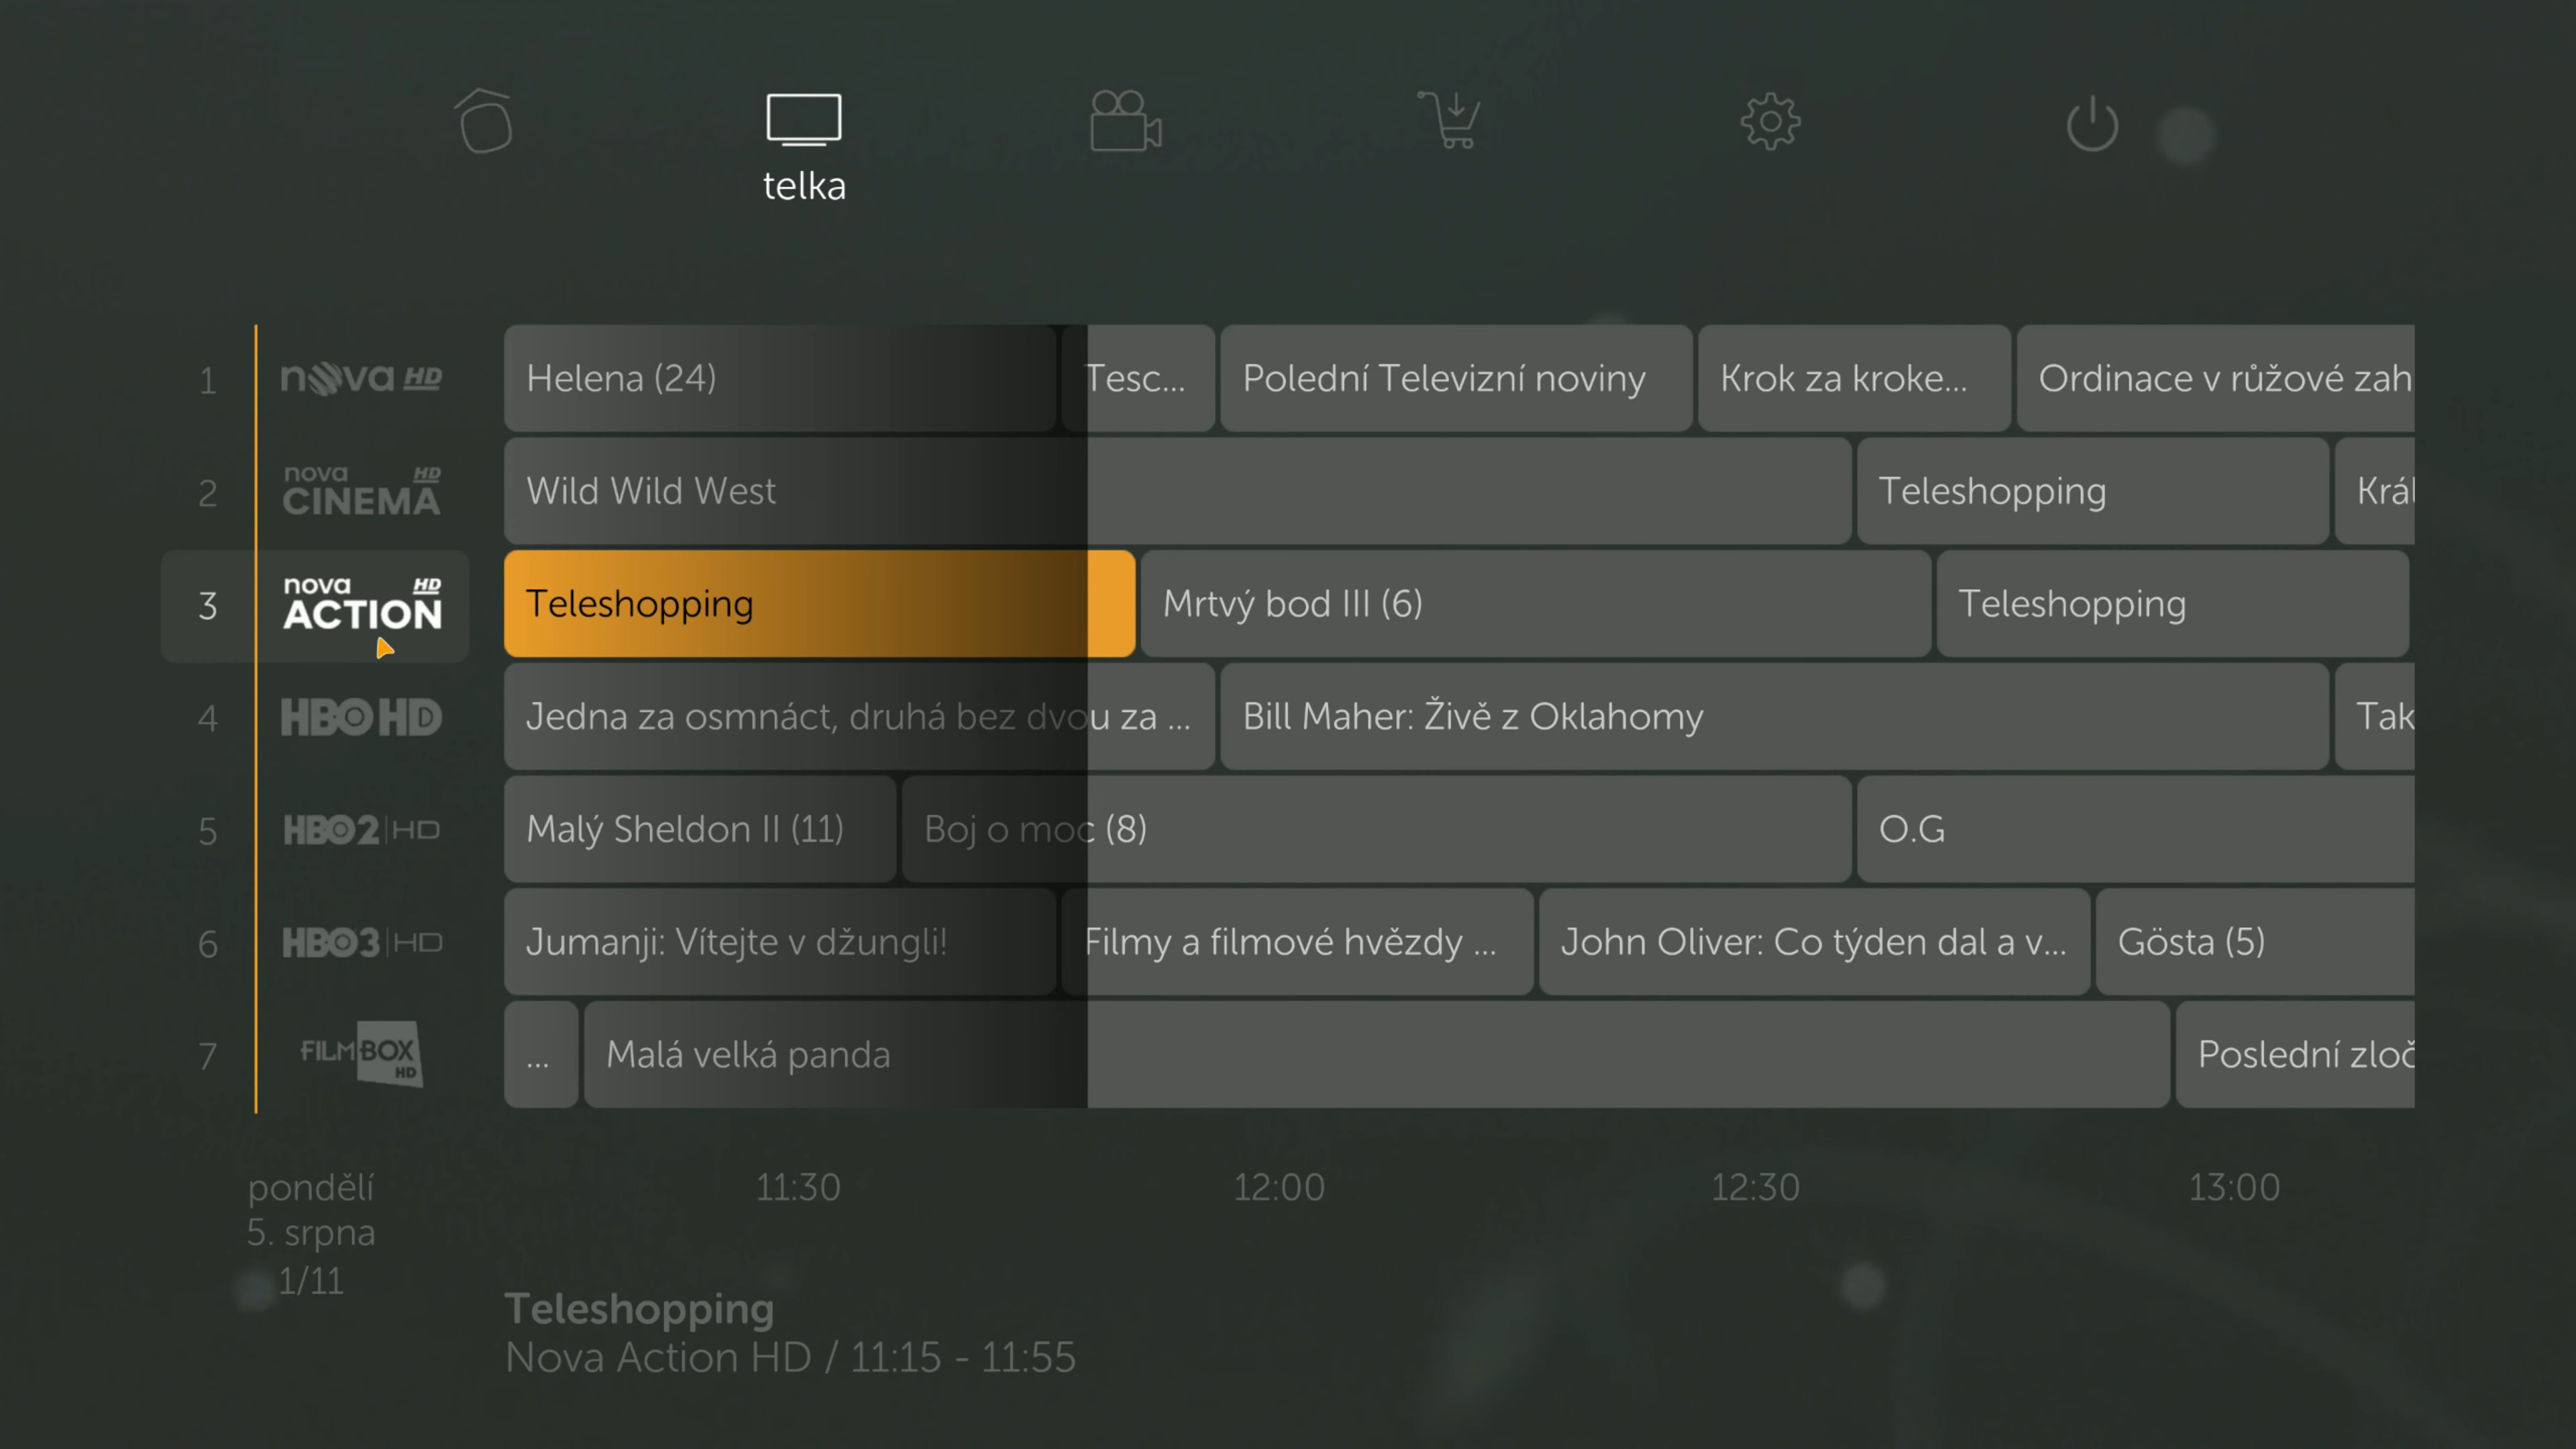 telka
1 nova HD Helena (24) Tesc... Polední Televizní noviny Krok za kroke... Ordinace v růžové zah
2 nova CINEMA HD Wild Wild West Teleshopping Král
3 nova ACTION HD Teleshopping Mrtvý bod III (6) Teleshopping
4 HBO HD Jedna za osmnáct, druhá bez dvou za ... Bill Maher: Živě z Oklahomy Tak
5 HBO2 HD Malý Sheldon II (11) Boj o moc (8) O.G
6 HBO3 HD Jumanji: Vítejte v džungli! Filmy a filmové hvězdy ... John Oliver: Co týden dal a v... Gösta (5)
7 FILMBOX HD ... Malá velká panda Poslední zloč
pondělí 11:30 12:00 12:30 13:00
5. srpna
1/11
Teleshopping
Nova Action HD / 11:15 - 11:55